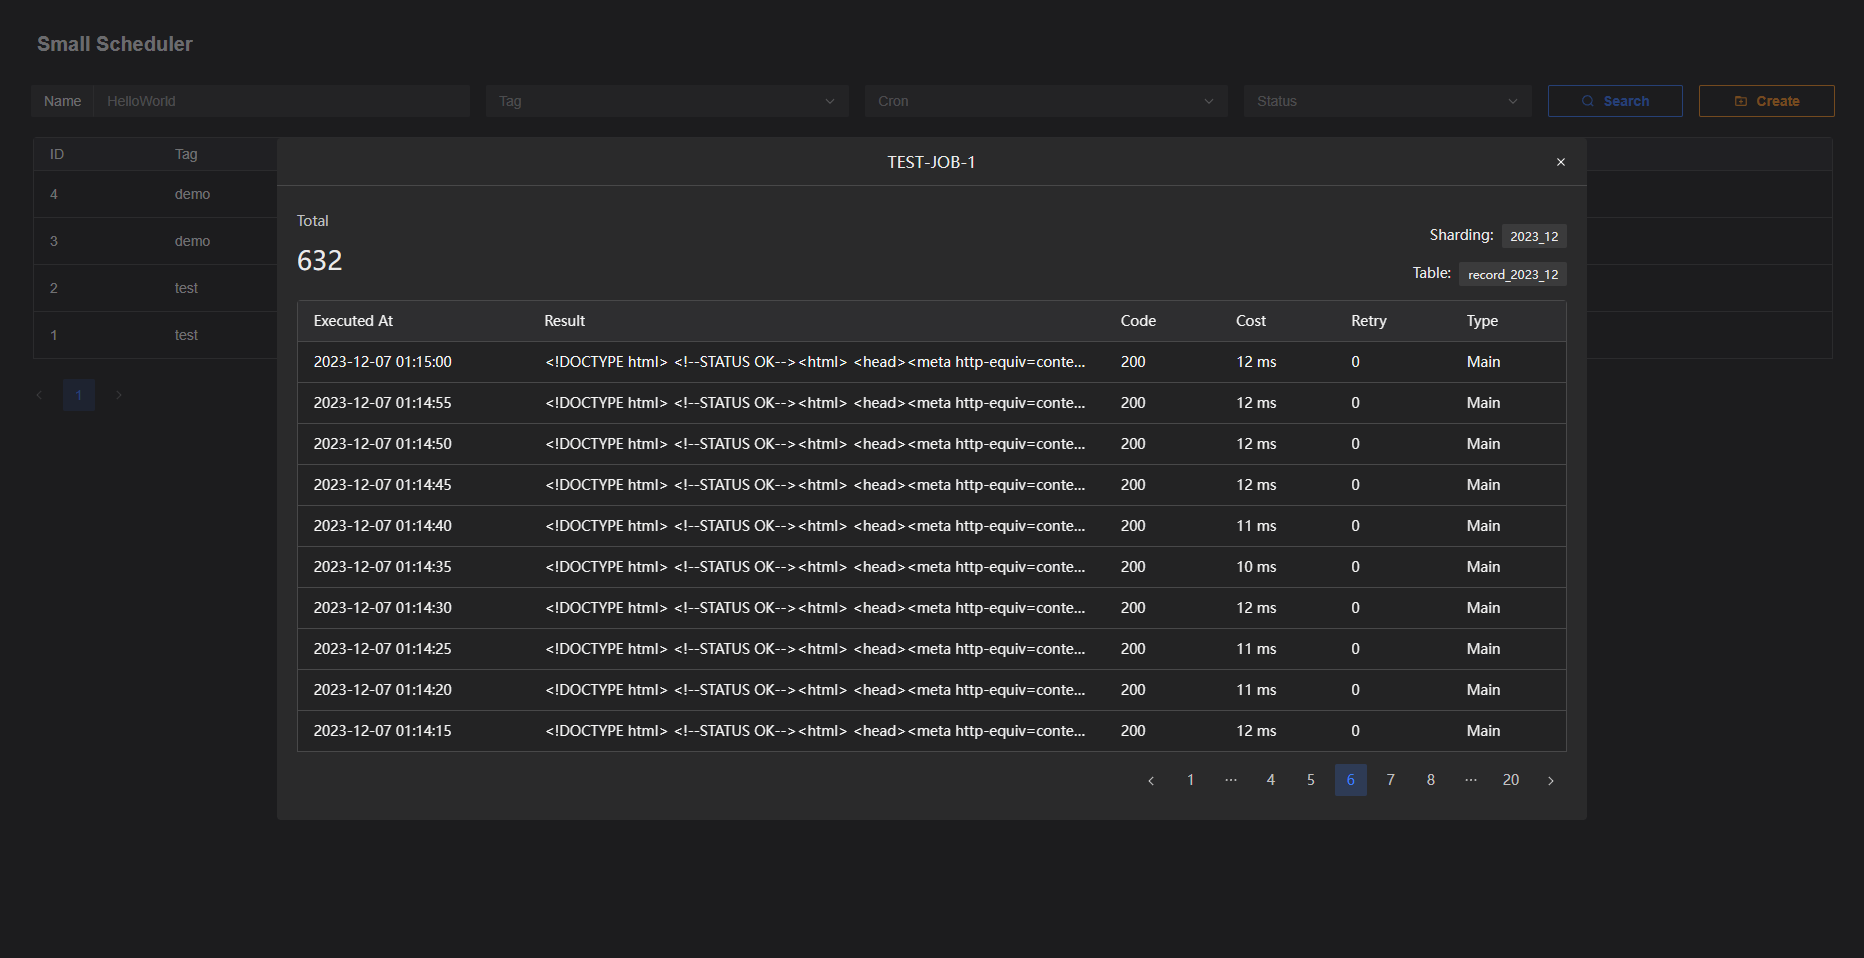 Small Scheduler
Name HelloWorld Tag Cron Status Search Create
ID Tag
4 demo
3 demo
2 test
1 test
1
TEST-JOB-1 ×
Total
632
Sharding: 2023_12
Table: record_2023_12
Executed At Result Code Cost Retry Type
2023-12-07 01:15:00 <!DOCTYPE html> <!--STATUS OK--><html> <head><meta http-equiv=conte... 200 12 ms 0 Main
2023-12-07 01:14:55 <!DOCTYPE html> <!--STATUS OK--><html> <head><meta http-equiv=conte... 200 12 ms 0 Main
2023-12-07 01:14:50 <!DOCTYPE html> <!--STATUS OK--><html> <head><meta http-equiv=conte... 200 12 ms 0 Main
2023-12-07 01:14:45 <!DOCTYPE html> <!--STATUS OK--><html> <head><meta http-equiv=conte... 200 12 ms 0 Main
2023-12-07 01:14:40 <!DOCTYPE html> <!--STATUS OK--><html> <head><meta http-equiv=conte... 200 11 ms 0 Main
2023-12-07 01:14:35 <!DOCTYPE html> <!--STATUS OK--><html> <head><meta http-equiv=conte... 200 10 ms 0 Main
2023-12-07 01:14:30 <!DOCTYPE html> <!--STATUS OK--><html> <head><meta http-equiv=conte... 200 12 ms 0 Main
2023-12-07 01:14:25 <!DOCTYPE html> <!--STATUS OK--><html> <head><meta http-equiv=conte... 200 11 ms 0 Main
2023-12-07 01:14:20 <!DOCTYPE html> <!--STATUS OK--><html> <head><meta http-equiv=conte... 200 11 ms 0 Main
2023-12-07 01:14:15 <!DOCTYPE html> <!--STATUS OK--><html> <head><meta http-equiv=conte... 200 12 ms 0 Main
1 ··· 4 5 6 7 8 ··· 20